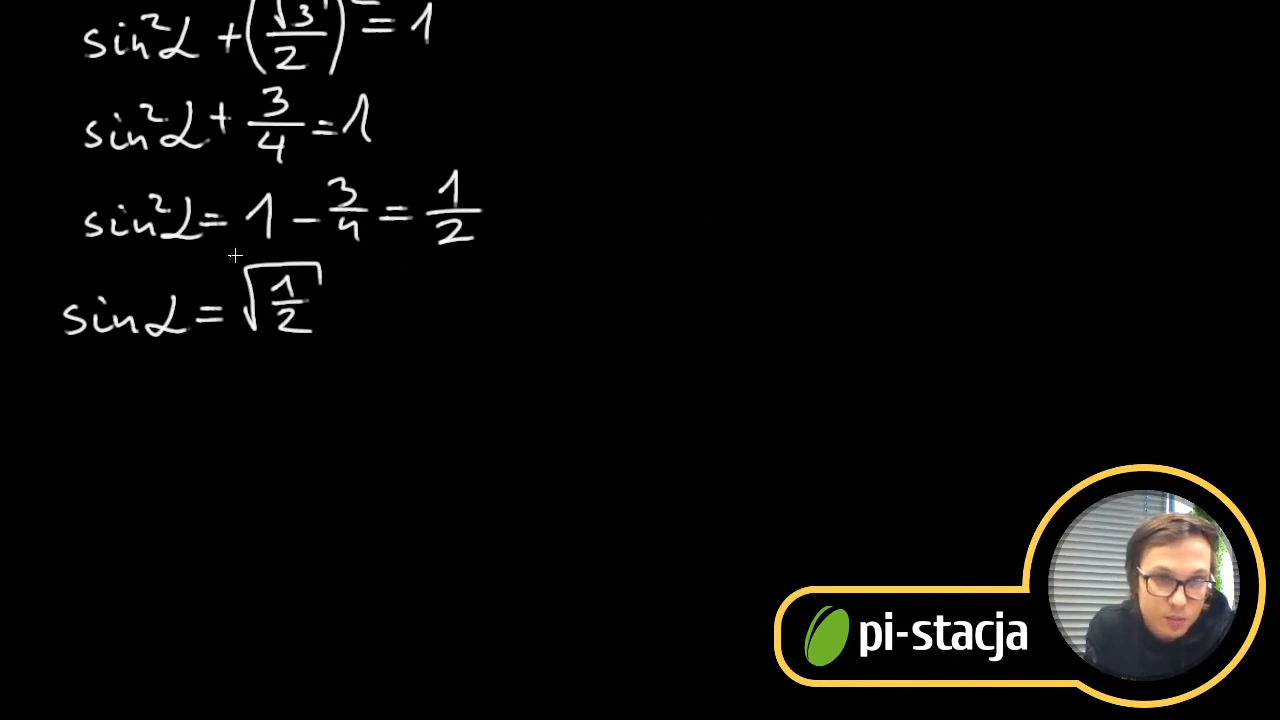 sin²α + (√3/2)² = 1
sin²α + 3/4 = 1
sin²α = 1 - 3/4 = 1/2
sin α = √(1/2)
pi-stacja